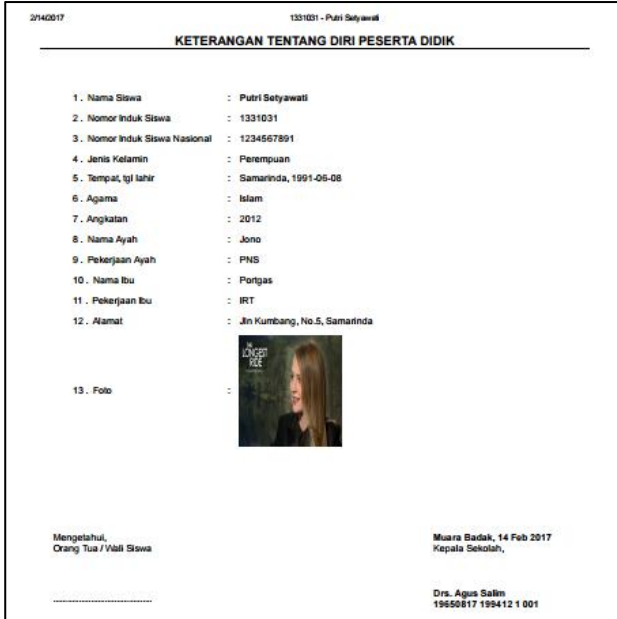 2/14/2017 1331031 - Putri Setyawati
KETERANGAN TENTANG DIRI PESERTA DIDIK
1 . Nama Siswa : Putri Setyawati
2 . Nomor Induk Siswa : 1331031
3 . Nomor Induk Siswa Nasional : 1234567891
4 . Jenis Kelamin : Perempuan
5 . Tempat, tgl lahir : Samarinda, 1991-06-08
6 . Agama : Islam
7 . Angkatan : 2012
8 . Nama Ayah : Jono
9 . Pekerjaan Ayah : PNS
10 . Nama Ibu : Portgas
11 . Pekerjaan Ibu : IRT
12 . Alamat : Jln Kumbang, No.5, Samarinda
THE
LONGEST
RIDE
13 . Foto :
Mengetahui, Muara Badak, 14 Feb 2017
Orang Tua / Wali Siswa Kepala Sekolah,
Drs. Agus Salim
19650817 199412 1 001